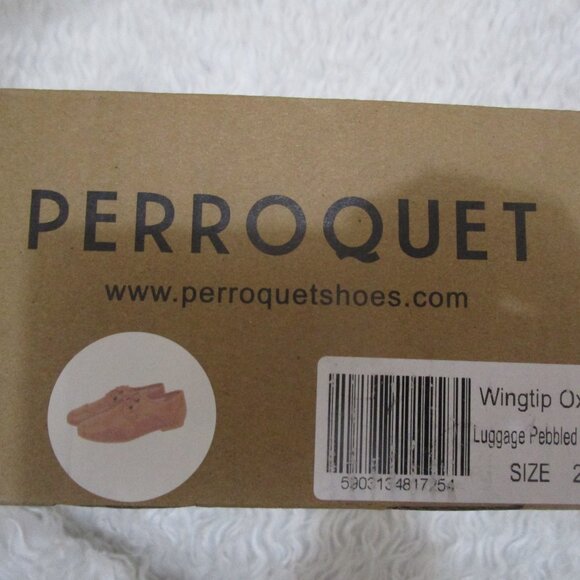 PERROQUET
www.perroquetshoes.com
Wingtip Ox
Luggage Pebbled
SIZE 2
5903134817254